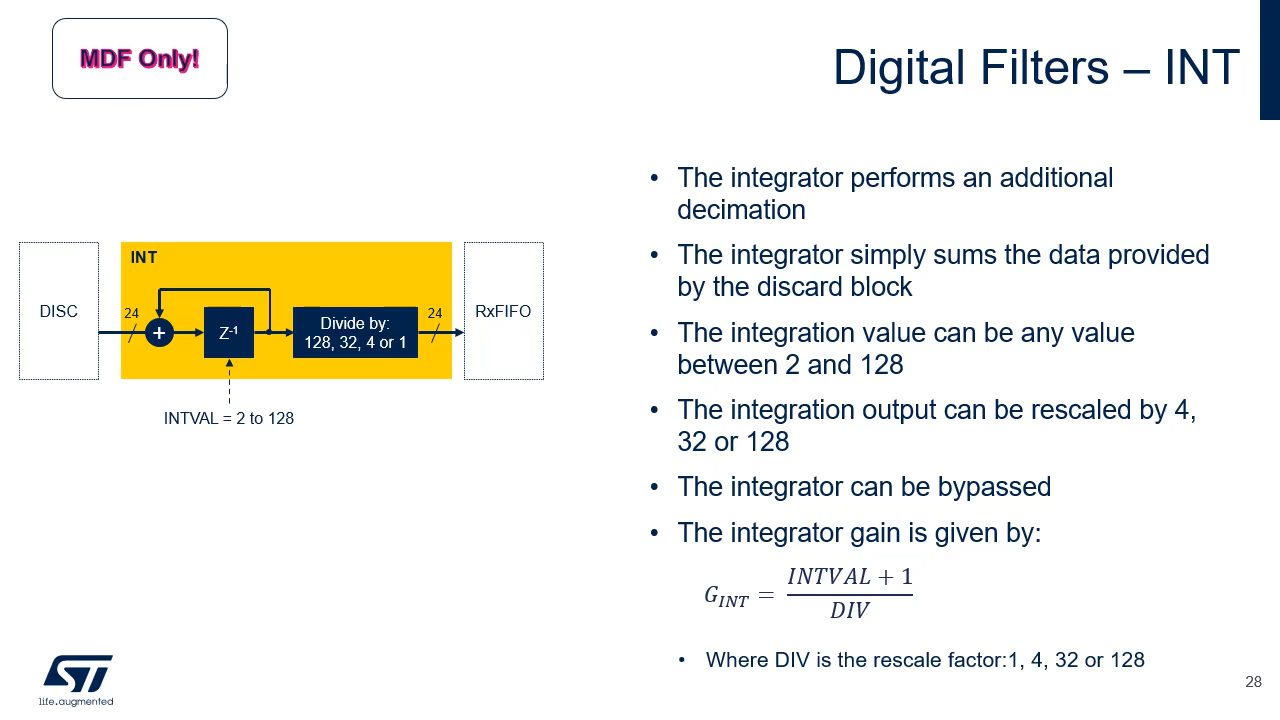 MDF Only!
Digital Filters – INT
DISC
INT
24
+
Z-1
Divide by:
128, 32, 4 or 1
24
RxFIFO
INTVAL = 2 to 128
• The integrator performs an additional
decimation
• The integrator simply sums the data provided
by the discard block
• The integration value can be any value
between 2 and 128
• The integration output can be rescaled by 4,
32 or 128
• The integrator can be bypassed
• The integrator gain is given by:
G_INT = (INTVAL + 1) / DIV
• Where DIV is the rescale factor:1, 4, 32 or 128
ST
life.augmented
28